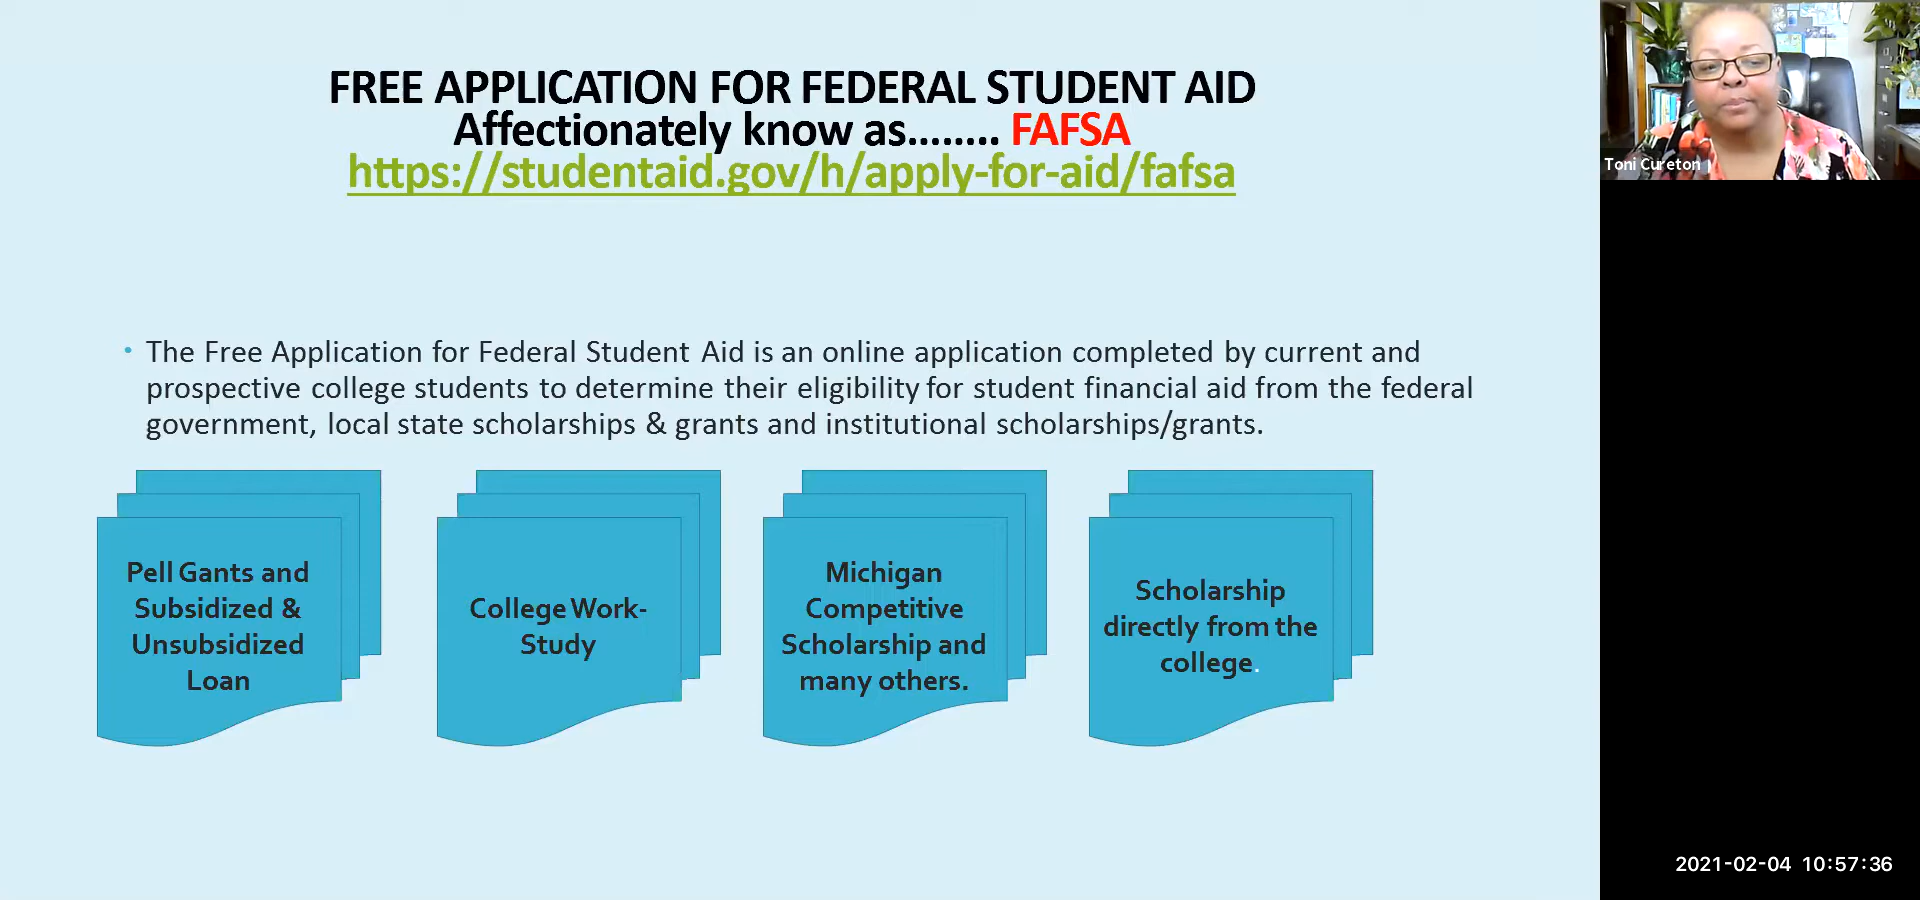 FREE APPLICATION FOR FEDERAL STUDENT AID
Affectionately know as........ FAFSA
https://studentaid.gov/h/apply-for-aid/fafsa
• The Free Application for Federal Student Aid is an online application completed by current and
prospective college students to determine their eligibility for student financial aid from the federal
government, local state scholarships & grants and institutional scholarships/grants.
Pell Gants and
Subsidized &
Unsubsidized
Loan
College Work-
Study
Michigan
Competitive
Scholarship and
many others.
Scholarship
directly from the
college.
Toni Cureton
2021-02-04 10:57:36